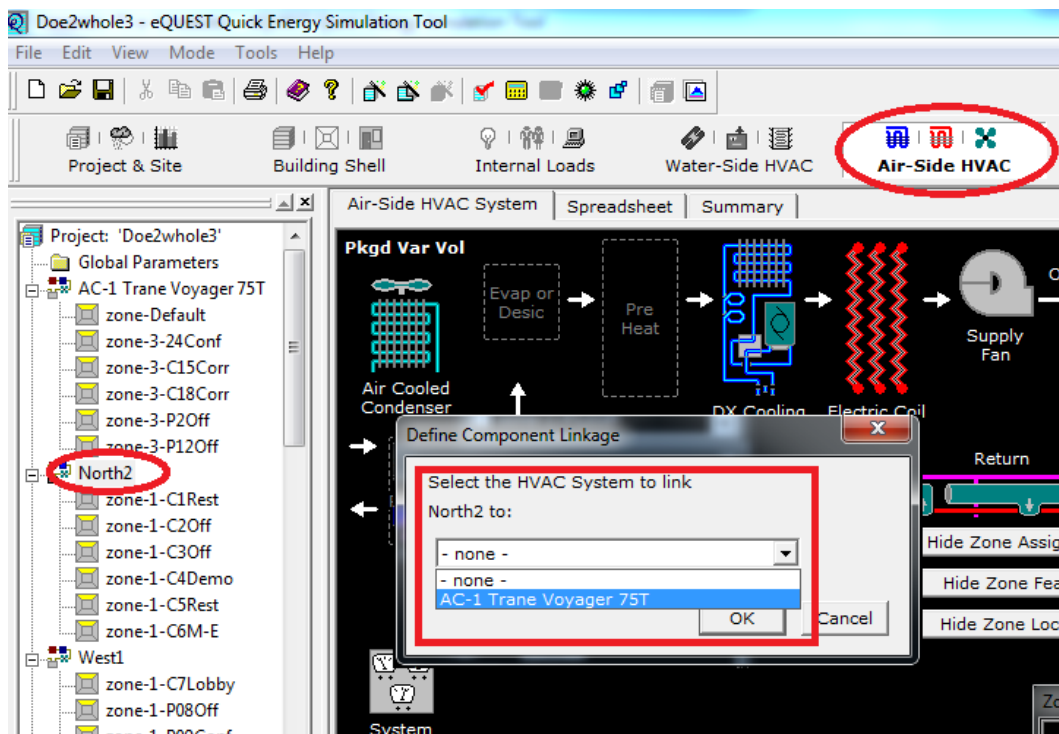 Doe2whole3 - eQUEST Quick Energy Simulation Tool
File Edit View Mode Tools Help
Project & Site Building Shell Internal Loads Water-Side HVAC Air-Side HVAC
Air-Side HVAC System Spreadsheet Summary
Project: 'Doe2whole3'
Global Parameters
AC-1 Trane Voyager 75T
zone-Default
zone-3-24Conf
zone-3-C15Corr
zone-3-C18Corr
zone-3-P2Off
zone-3-P12Off
North2
zone-1-C1Rest
zone-1-C2Off
zone-1-C3Off
zone-1-C4Demo
zone-1-C5Rest
zone-1-C6M-E
West1
zone-1-C7Lobby
zone-1-P08Off
Pkgd Var Vol
Evap or
Desic
Pre
Heat
Supply
Fan
Air Cooled
Condenser
DX Cooling Electric Coil
Return
Define Component Linkage
Select the HVAC System to link
North2 to:
- none -
- none -
AC-1 Trane Voyager 75T
OK Cancel
Hide Zone Assig
Hide Zone Fea
Hide Zone Loc
System
Zo